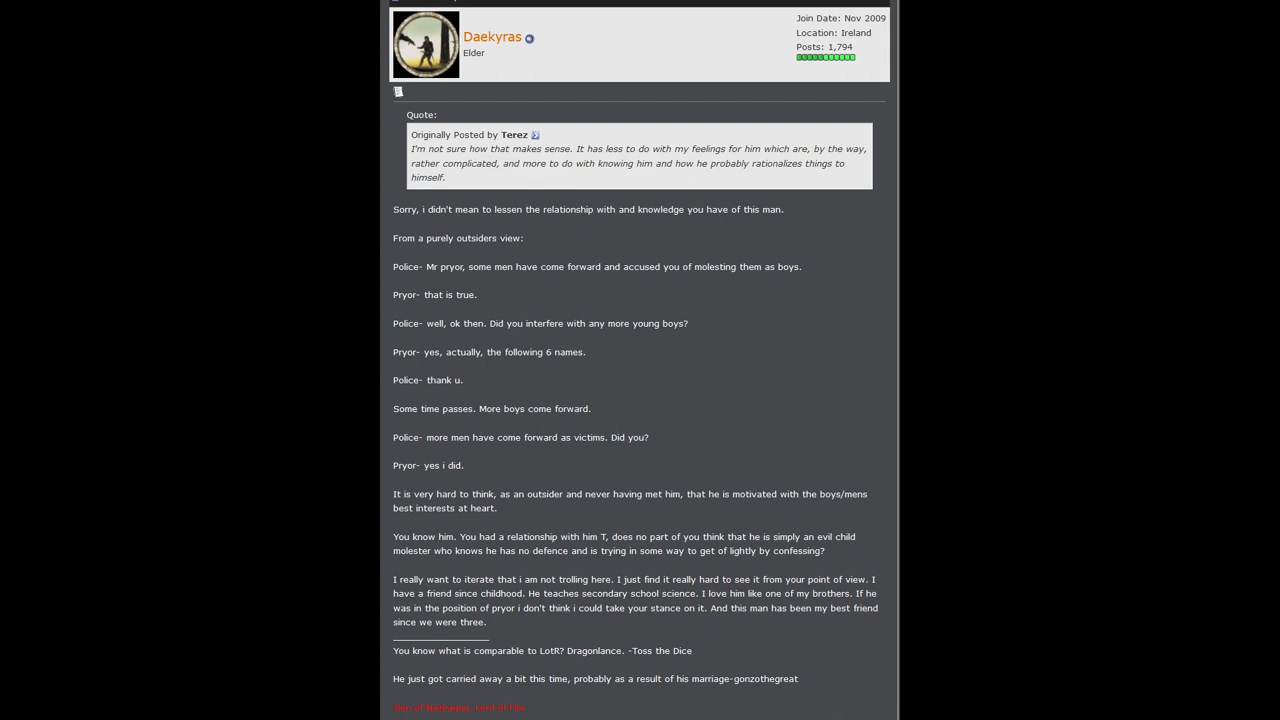 Daekyras
Elder
Join Date: Nov 2009
Location: Ireland
Posts: 1,794
Quote:
Originally Posted by Terez
I'm not sure how that makes sense. It has less to do with my feelings for him which are, by the way,
rather complicated, and more to do with knowing him and how he probably rationalizes things to
himself.
Sorry, i didn't mean to lessen the relationship with and knowledge you have of this man.
From a purely outsiders view:
Police- Mr pryor, some men have come forward and accused you of molesting them as boys.
Pryor- that is true.
Police- well, ok then. Did you interfere with any more young boys?
Pryor- yes, actually, the following 6 names.
Police- thank u.
Some time passes. More boys come forward.
Police- more men have come forward as victims. Did you?
Pryor- yes i did.
It is very hard to think, as an outsider and never having met him, that he is motivated with the boys/mens
best interests at heart.
You know him. You had a relationship with him T, does no part of you think that he is simply an evil child
molester who knows he has no defence and is trying in some way to get of lightly by confessing?
I really want to iterate that i am not trolling here. I just find it really hard to see it from your point of view. I
have a friend since childhood. He teaches secondary school science. I love him like one of my brothers. If he
was in the position of pryor i don't think i could take your stance on it. And this man has been my best friend
since we were three.
You know what is comparable to LotR? Dragonlance. -Toss the Dice
He just got carried away a bit this time, probably as a result of his marriage-gonzothegreat
Son of
Lord of